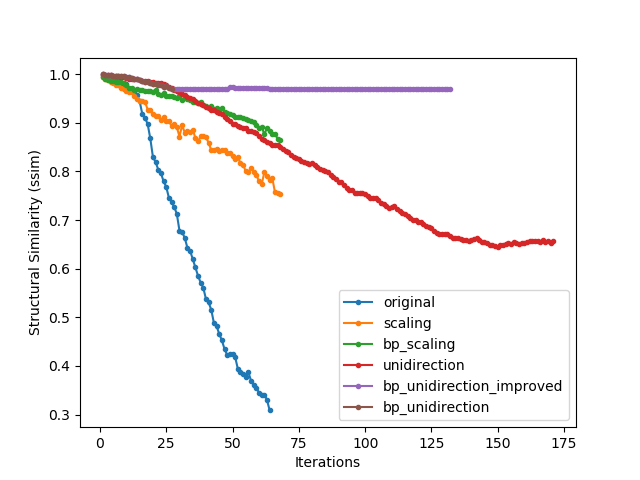 1.0
0.9
0.8
0.7
0.6
0.5
0.4
0.3
Structural Similarity (ssim)
0 25 50 75 100 125 150 175
Iterations
original
scaling
bp_scaling
unidirection
bp_unidirection_improved
bp_unidirection